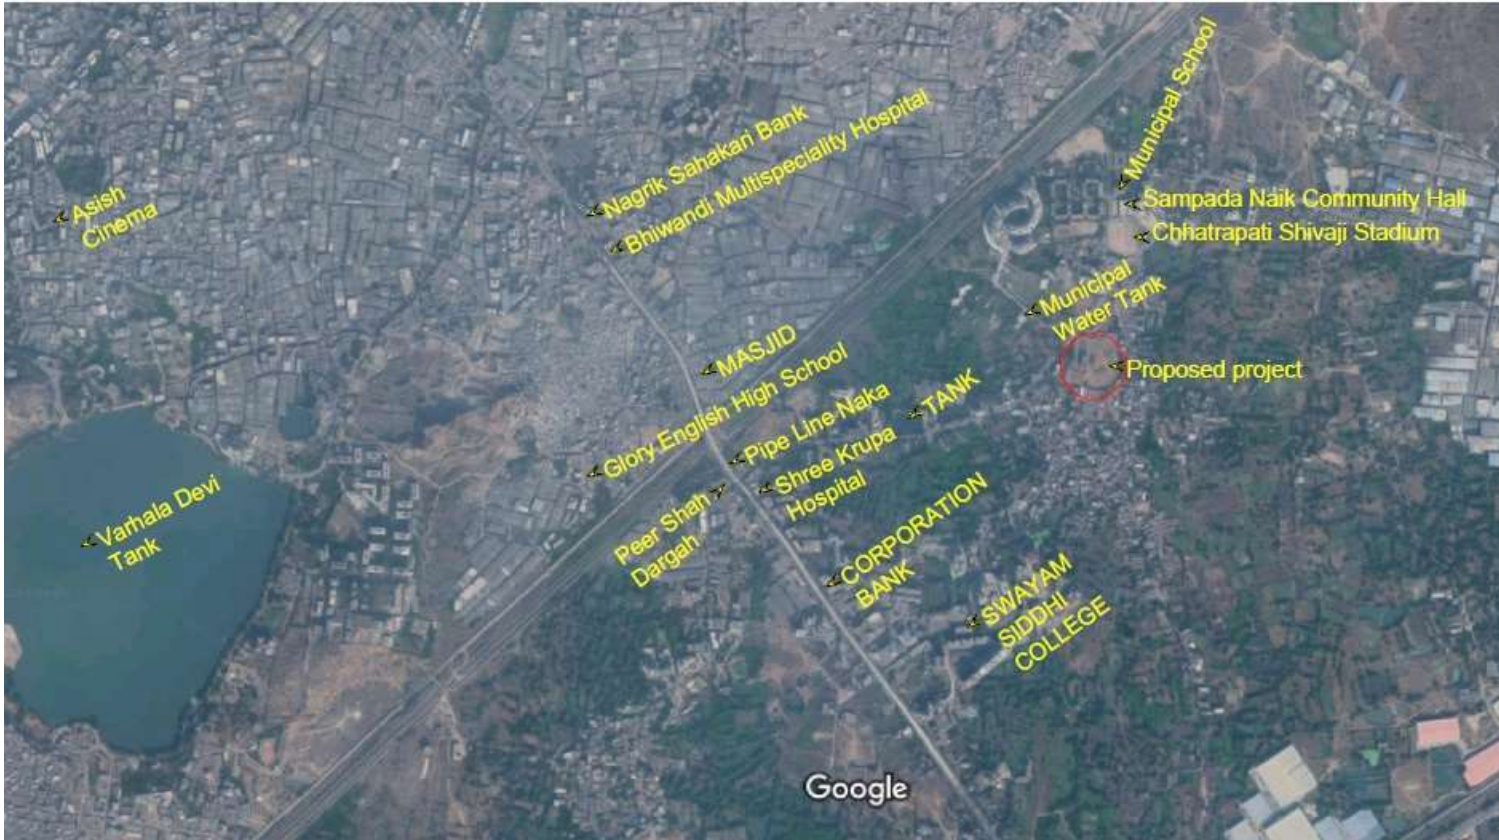 Municipal School
Nagrik Sahakari Bank
Bhiwandi Multispeciality Hospital
Asish
Cinema
Sampada Naik Community Hall
Chhatrapati Shivaji Stadium
Municipal
Water Tank
MASJID
Proposed project
Glory English High School
TANK
Pipe Line Naka
Shree Krupa
Hospital
Peer Shah
Dargah
Varhala Devi
Tank
CORPORATION
BANK
SWAYAM
SIDDHI
COLLEGE
Google